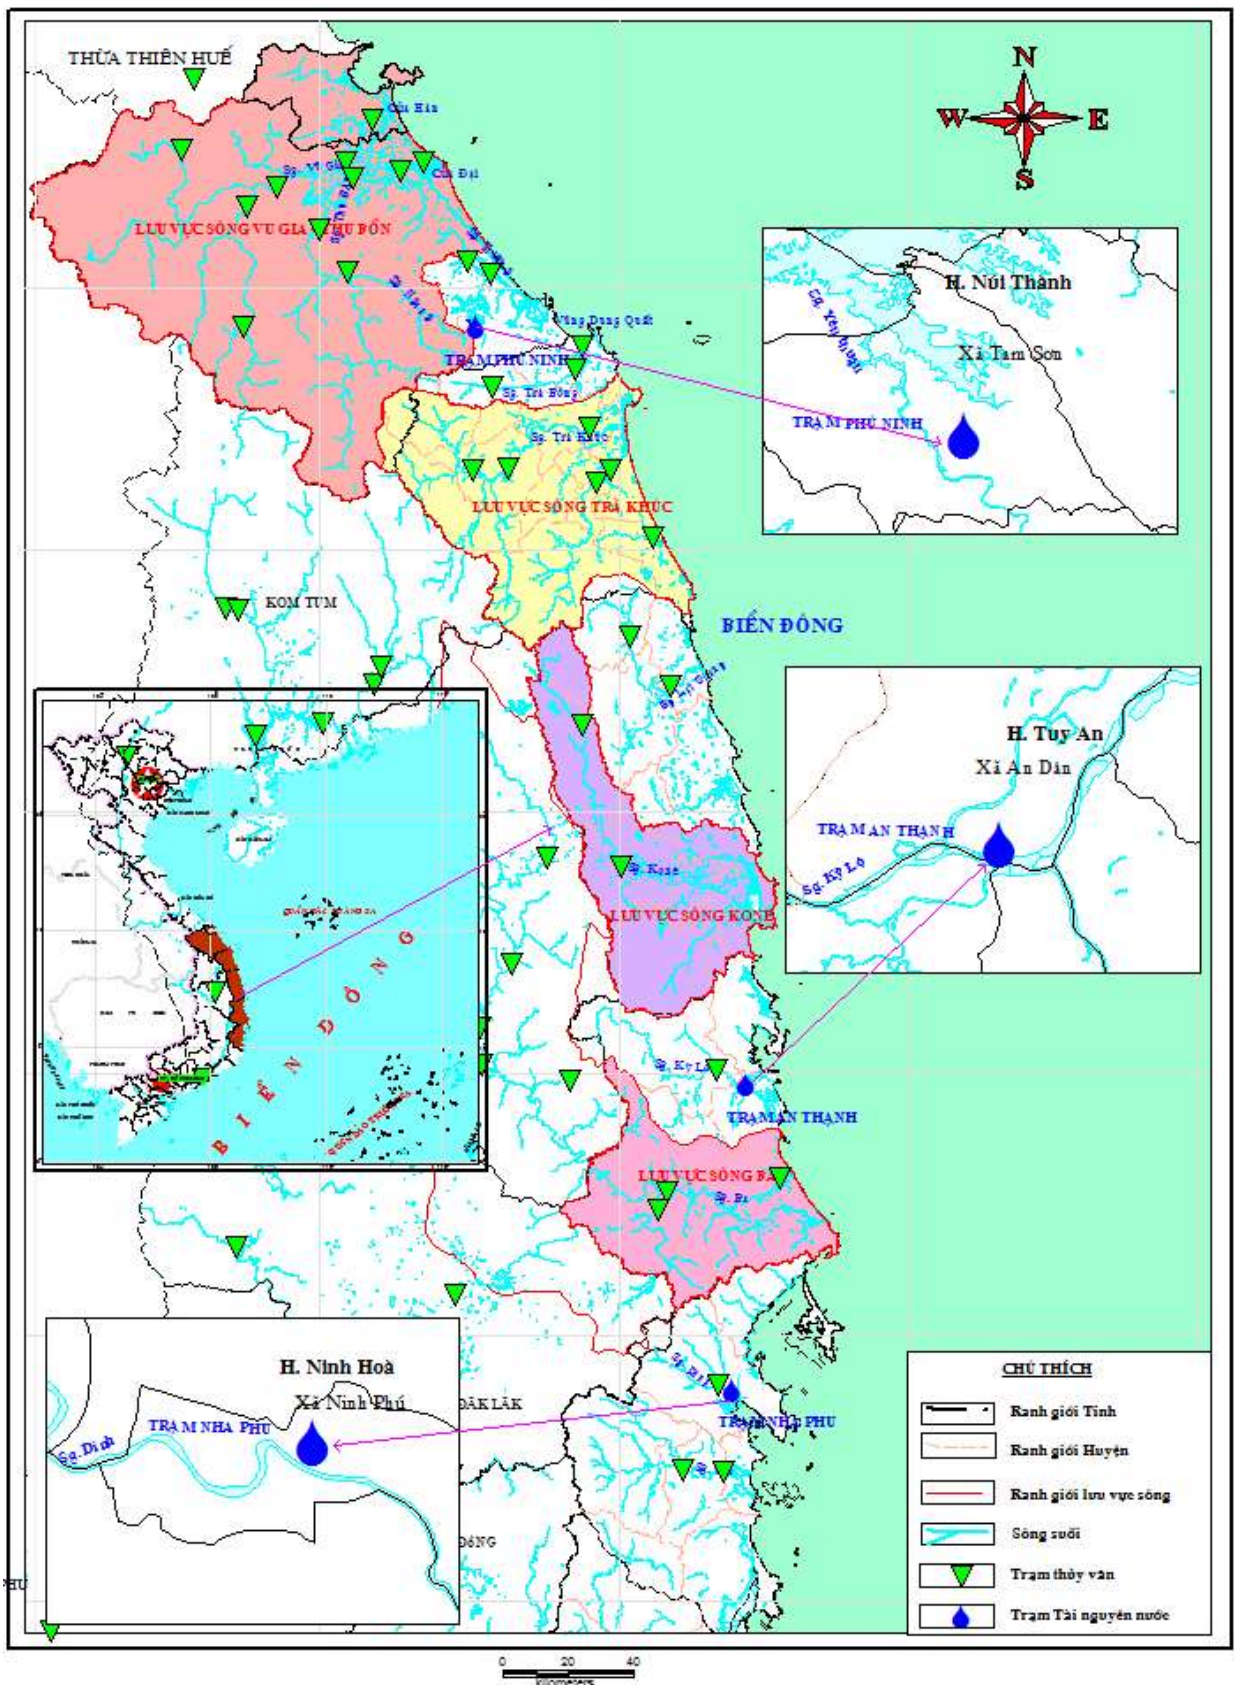 THỪA THIÊN HUẾ
N
W
E
S
Cửa Hàn
Cửa Đại
LƯU VỰC SÔNG VU GIA - THU BỒN
H. Núi Thành
Xã Tam Sơn
TRẠM PHÚ NINH
Vũng Dung Quất
TRẠM PHÚ NINH
Sg. Trà Bồng
Sg. Trà Khúc
LƯU VỰC SÔNG TRÀ KHÚC
KOM TUM
BIỂN ĐÔNG
H. Tuy An
Xã An Dân
TRẠM AN THẠNH
Sg. Kỳ Lộ
Sg. Kone
LƯU VỰC SÔNG KONE
BIỂN ĐÔNG
Sg. Kỳ Lộ
TRẠM AN THẠNH
LƯU VỰC SÔNG BA
Sg. Ba
H. Ninh Hoà
Xã Ninh Phú
TRẠM NHA PHU
Sg. Dinh
ĐĂK LĂK
TRẠM NHA PHU
CHÚ THÍCH
Ranh giới Tỉnh
Ranh giới Huyện
Ranh giới lưu vực sông
Sông suối
Trạm thủy văn
Trạm Tài nguyên nước
0 20 40
kilometers